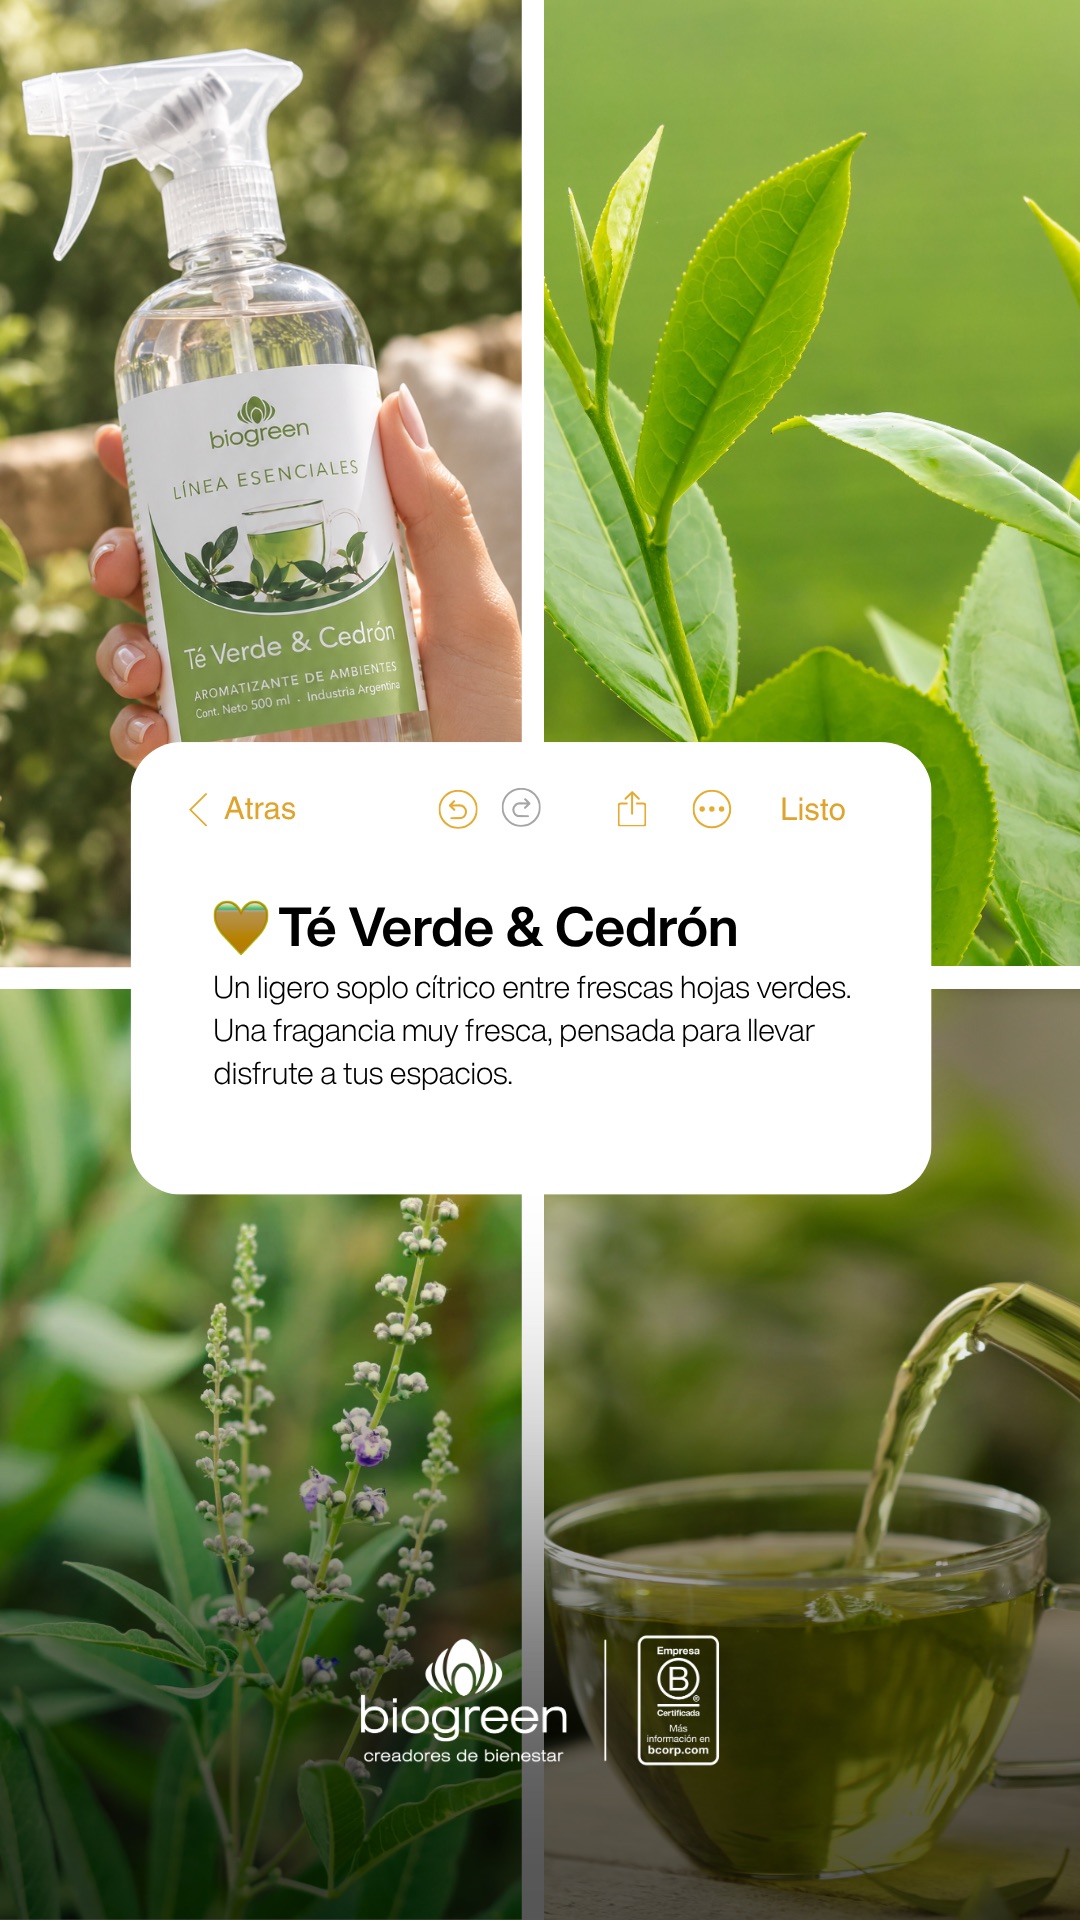 biogreen
LÍNEA ESENCIALES
Té Verde & Cedrón
AROMATIZANTE DE AMBIENTES
Cont. Neto 500 ml · Industria Argentina
Atras
Listo
Té Verde & Cedrón
Un ligero soplo cítrico entre frescas hojas verdes.
Una fragancia muy fresca, pensada para llevar
disfrute a tus espacios.
biogreen
creadores de bienestar
Empresa
B
®
Certificada
Más
información en
bcorp.com